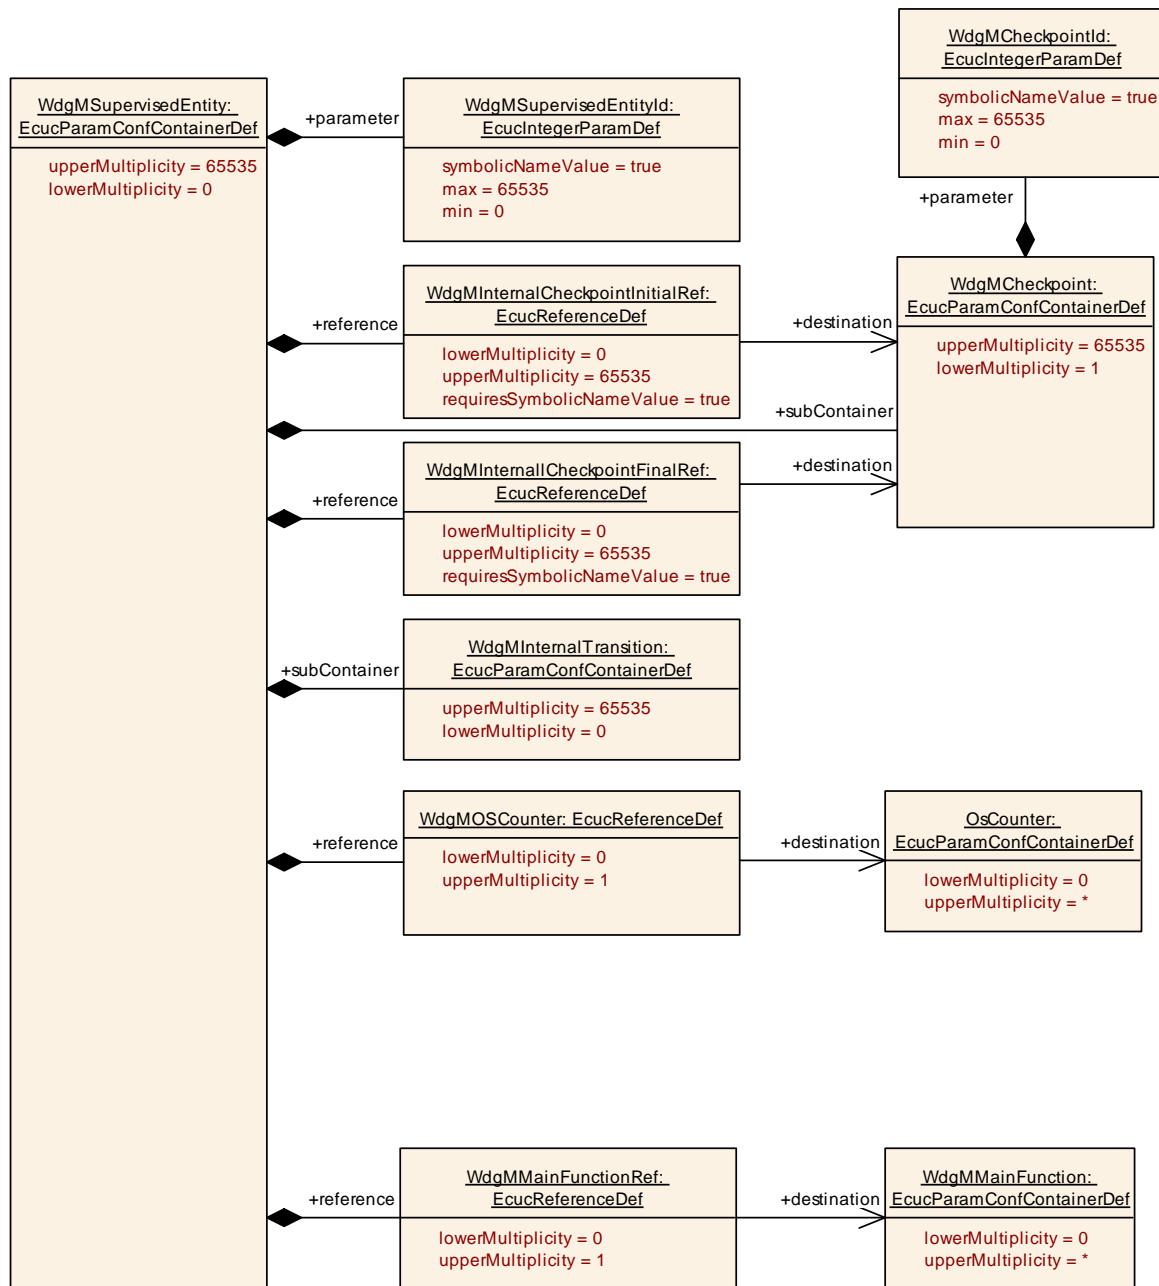 WdgMCheckpointId:
EcucIntegerParamDef
symbolicNameValue = true
max = 65535
min = 0
WdgMSupervisedEntity:
EcucParamConfContainerDef
upperMultiplicity = 65535
lowerMultiplicity = 0
+parameter
WdgMSupervisedEntityId:
EcucIntegerParamDef
symbolicNameValue = true
max = 65535
min = 0
+parameter
WdgMCheckpoint:
EcucParamConfContainerDef
upperMultiplicity = 65535
lowerMultiplicity = 1
+reference
WdgMInternalCheckpointInitialRef:
EcucReferenceDef
lowerMultiplicity = 0
upperMultiplicity = 65535
requiresSymbolicNameValue = true
+destination
+subContainer
+reference
WdgMInternallCheckpointFinalRef:
EcucReferenceDef
lowerMultiplicity = 0
upperMultiplicity = 65535
requiresSymbolicNameValue = true
+destination
+subContainer
WdgMInternalTransition:
EcucParamConfContainerDef
upperMultiplicity = 65535
lowerMultiplicity = 0
+reference
WdgMOSCounter: EcucReferenceDef
lowerMultiplicity = 0
upperMultiplicity = 1
+destination
OsCounter:
EcucParamConfContainerDef
lowerMultiplicity = 0
upperMultiplicity = *
+reference
WdgMMainFunctionRef:
EcucReferenceDef
lowerMultiplicity = 0
upperMultiplicity = 1
+destination
WdgMMainFunction:
EcucParamConfContainerDef
lowerMultiplicity = 0
upperMultiplicity = *